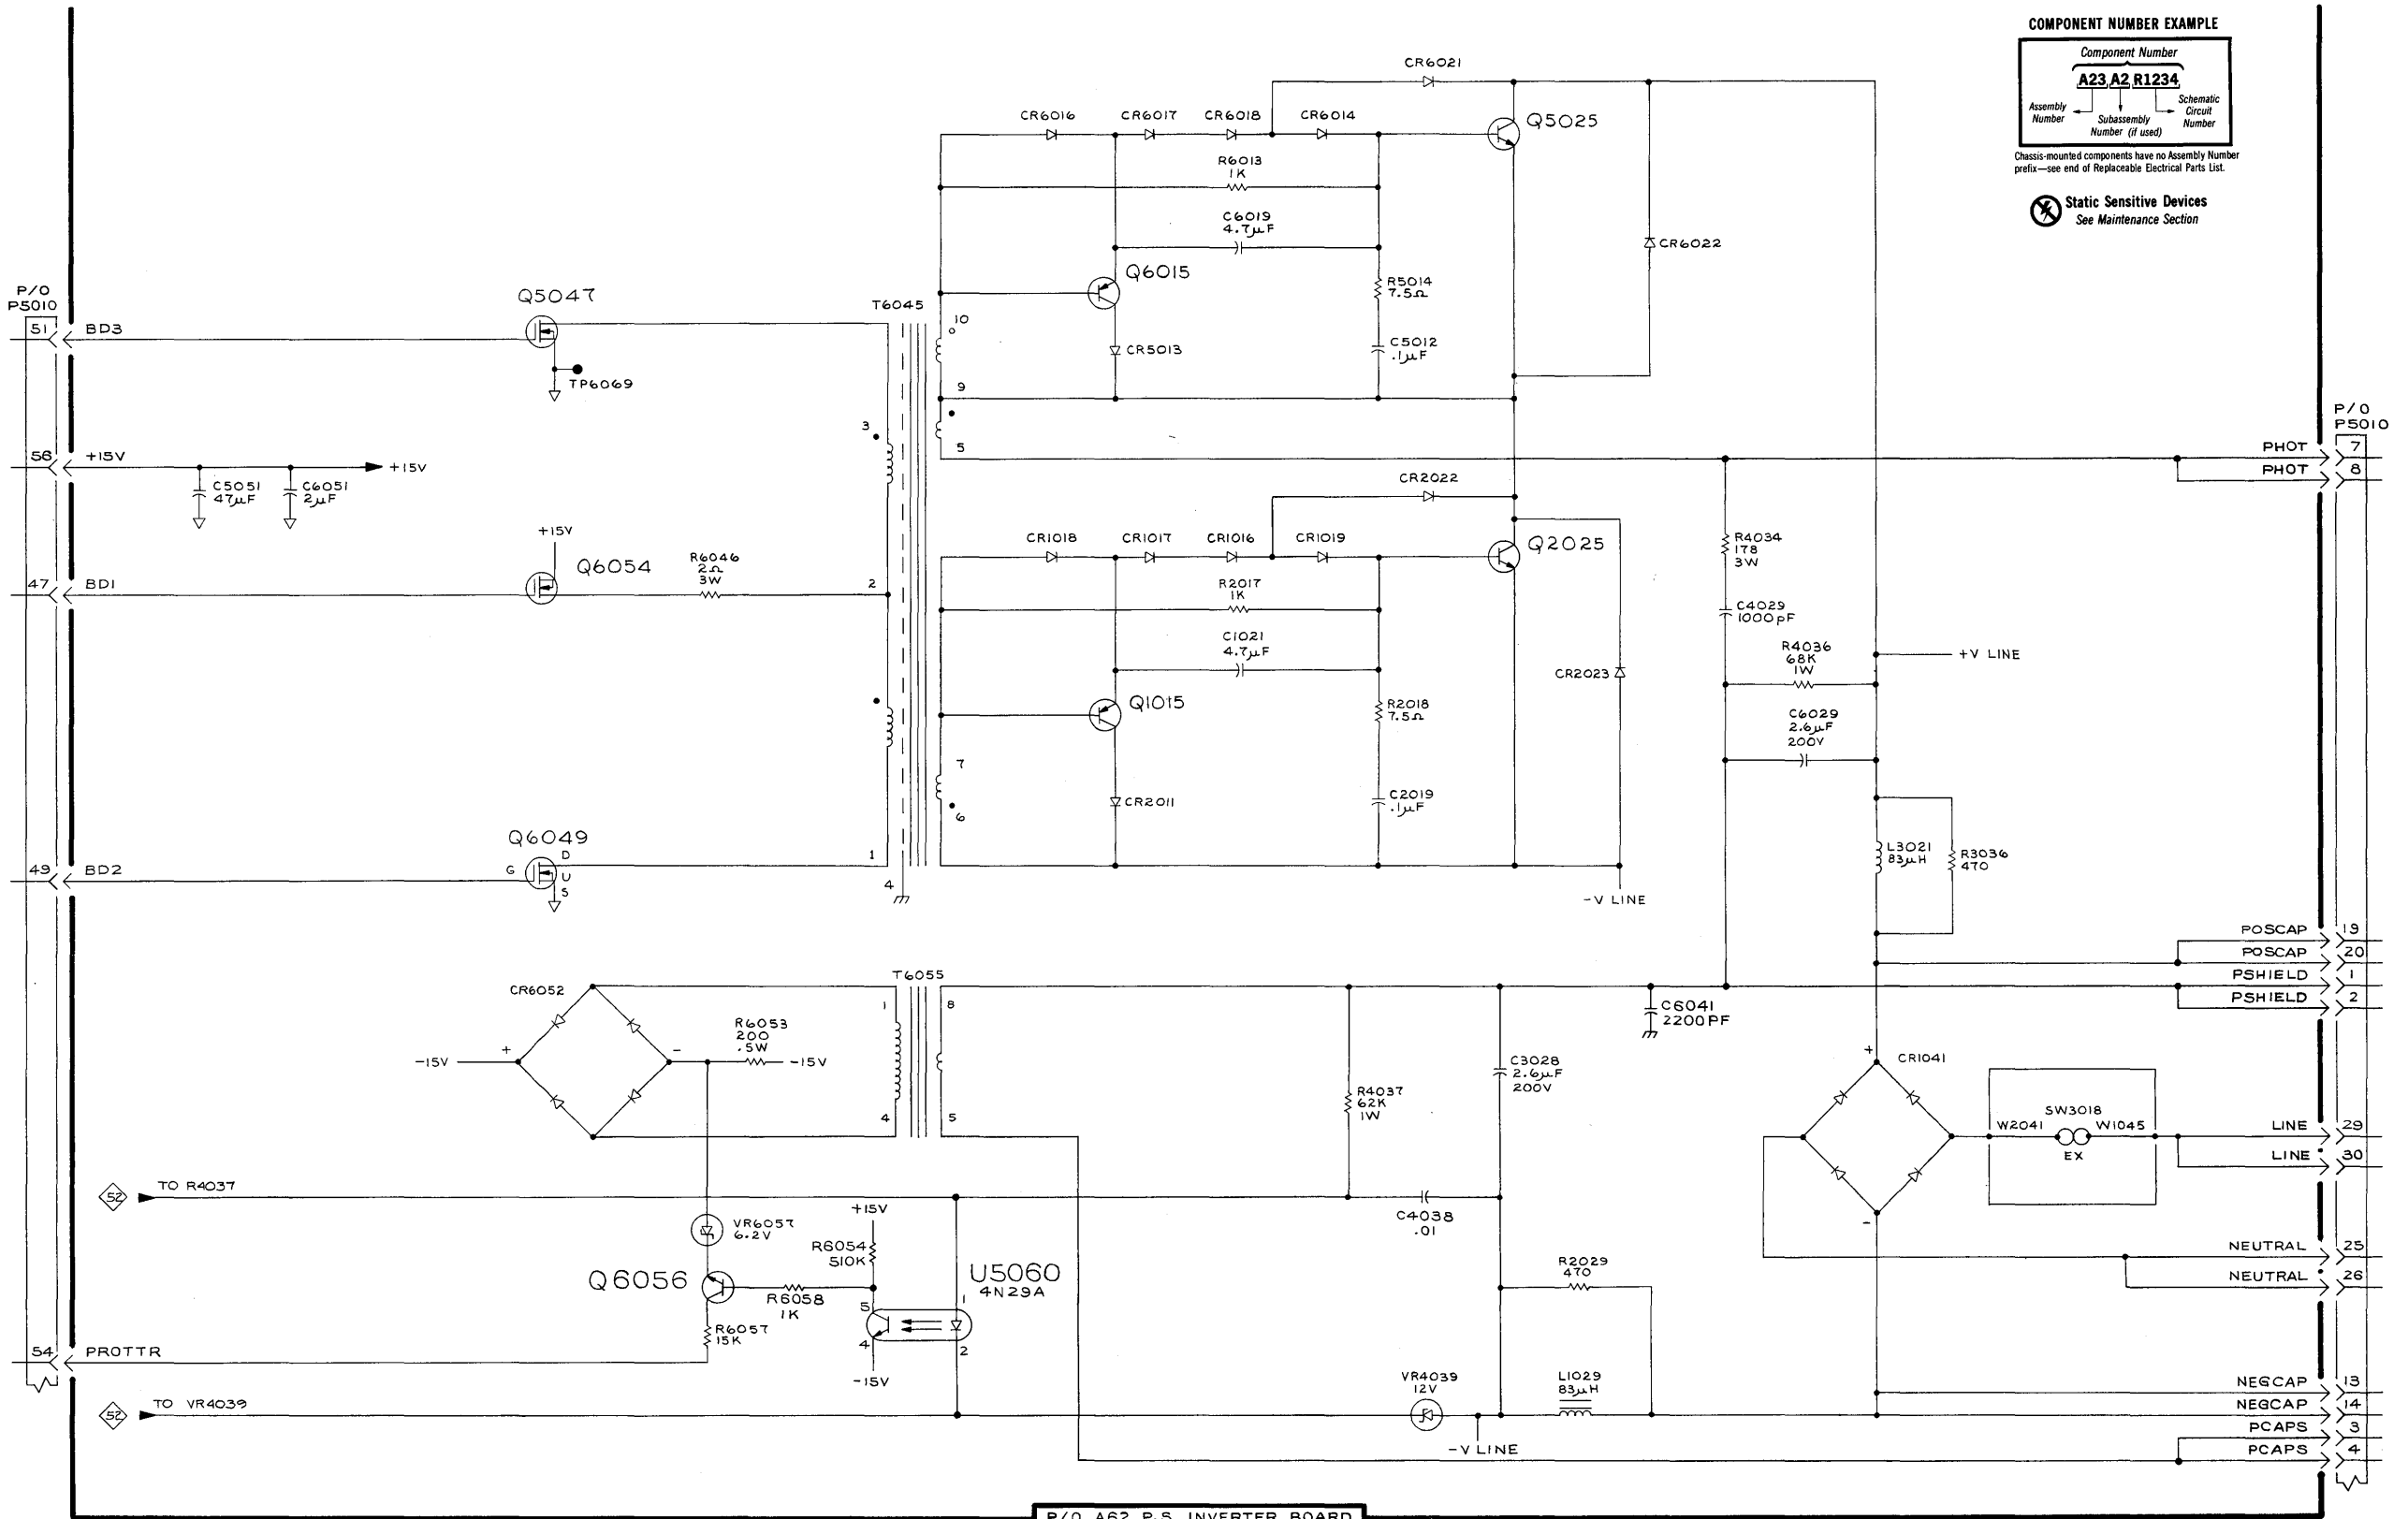 COMPONENT NUMBER EXAMPLE
Component Number
A23 A2 R1234
Assembly
Number
Subassembly
Number (if used)
Schematic
Circuit
Number
Chassis-mounted components have no Assembly Number
prefix—see end of Replaceable Electrical Parts List.
Static Sensitive Devices
See Maintenance Section
CR6021
CR6016
CR6017
CR6018
CR6014
Q5025
R6013
1K
C6019
4.7µF
CR6022
Q6015
R5014
7.5Ω
CR5013
C5012
.1µF
P/O
P5010
51
BD3
Q5047
TP6069
T6045
10
9
5
3
56
+15V
+15V
C5051
47µF
C6051
2µF
+15V
Q6054
R6046
2Ω
3W
2
47
BD1
P/O
P5010
PHOT
7
PHOT
8
CR2022
CR1018
CR1017
CR1016
CR1019
Q2025
R2017
1K
C1021
4.7µF
CR2023
Q1015
R2018
7.5Ω
CR2011
C2019
.1µF
7
6
R4034
178
3W
C4029
1000pF
R4036
68K
1W
+V LINE
C6029
2.6µF
200V
L3021
83µH
R3036
470
Q6049
D
G
U
S
1
4
49
BD2
-V LINE
POSCAP
19
POSCAP
20
PSHIELD
1
PSHIELD
2
T6055
CR6052
1
8
R6053
200
.5W
-15V
+
-
-15V
4
5
C6041
2200PF
C3028
2.6µF
200V
R4037
62K
1W
+
CR1041
-
SW3018
W2041
W1045
EX
LINE
29
LINE
30
52
TO R4037
VR6057
6.2V
+15V
R6054
510K
C4038
.01
Q6056
R6058
1K
U5060
4N29A
5
1
4
2
R2029
470
NEUTRAL
25
NEUTRAL
26
R6057
15K
54
PROTTR
-15V
VR4039
12V
L1029
83µH
52
TO VR4039
-V LINE
NEGCAP
13
NEGCAP
14
PCAPS
3
PCAPS
4
P/O A62 P.S. INVERTER BOARD